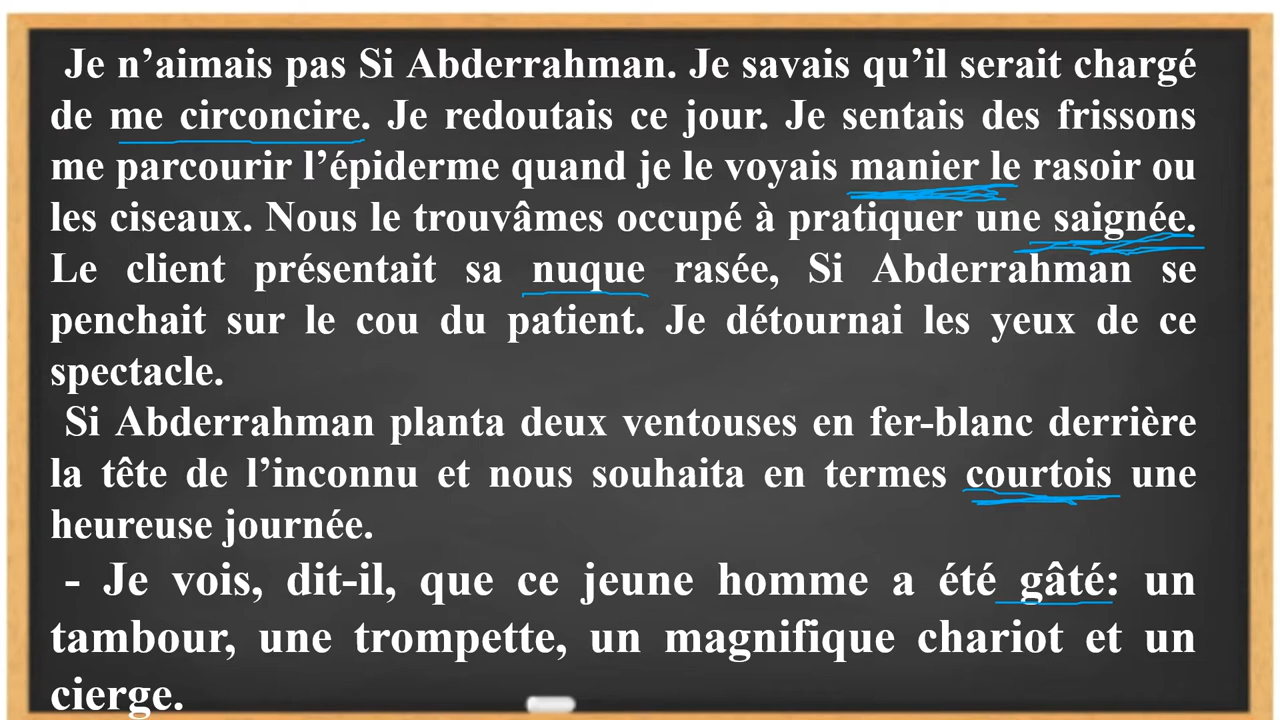 Je n’aimais pas Si Abderrahman. Je savais qu’il serait chargé
de me circoncire. Je redoutais ce jour. Je sentais des frissons
me parcourir l’épiderme quand je le voyais manier le rasoir ou
les ciseaux. Nous le trouvâmes occupé à pratiquer une saignée.
Le client présentait sa nuque rasée, Si Abderrahman se
penchait sur le cou du patient. Je détournai les yeux de ce
spectacle.
Si Abderrahman planta deux ventouses en fer-blanc derrière
la tête de l’inconnu et nous souhaita en termes courtois une
heureuse journée.
- Je vois, dit-il, que ce jeune homme a été gâté: un
tambour, une trompette, un magnifique chariot et un
cierge.